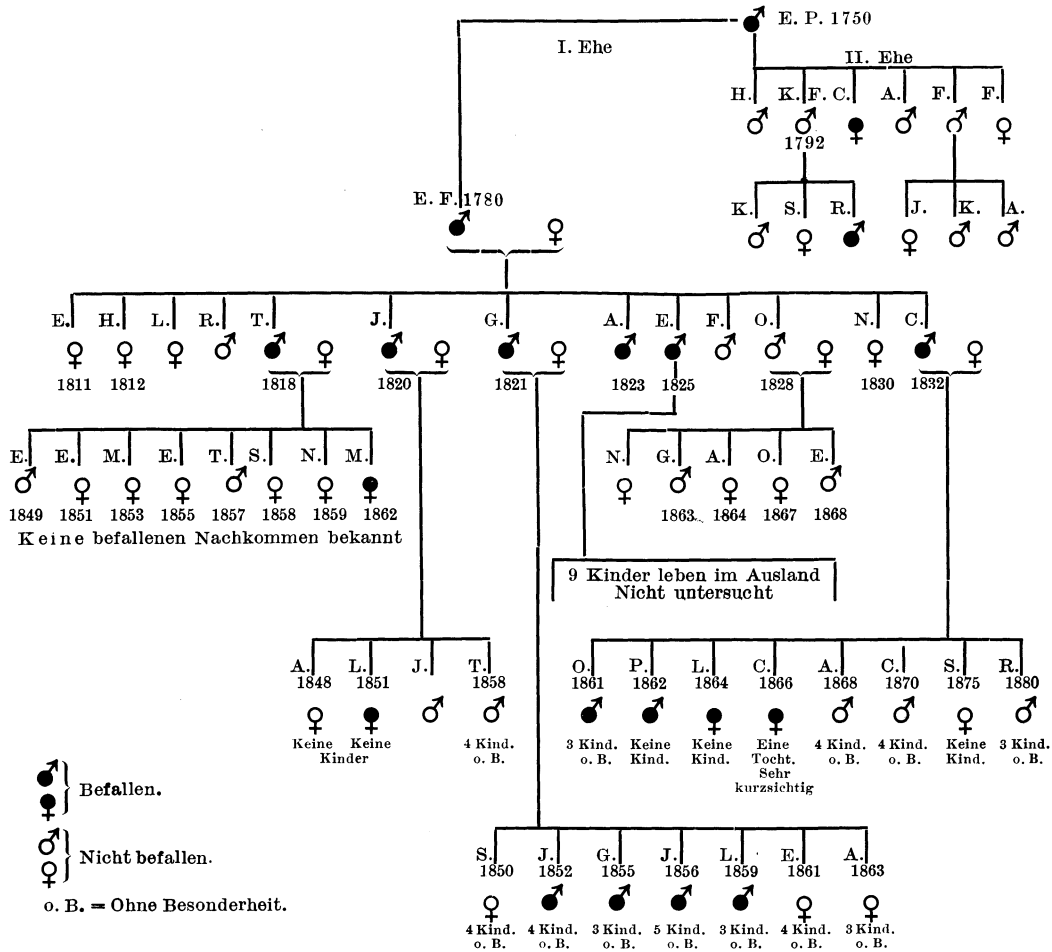 E. P. 1750
I. Ehe
II. Ehe
H. K. F. C. A. F. F.
1792
E. F. 1780
K. S. R. J. K. A.
E. H. L. R. T. J. G. A. E. F. O. N. C.
1811 1812 1818 1820 1821 1823 1825 1828 1830 1832
E. E. M. E. T. S. N. M.
N. G. A. O. E.
1849 1851 1853 1855 1857 1858 1859 1862
1863 1864 1867 1868
Keine befallenen Nachkommen bekannt
9 Kinder leben im Ausland
Nicht untersucht
A. L. J. T.
1848 1851 1858
Keine Keine 4 Kind.
Kinder o. B.
O. P. L. C. A. C. S. R.
1861 1862 1864 1866 1868 1870 1875 1880
3 Kind. Keine Keine Eine 4 Kind. 4 Kind. Keine 3 Kind.
o. B. Kind. Kind. Tocht. o. B. o. B. Kind. o. B.
Sehr
kurzsichtig
Befallen.
Nicht befallen.
o. B. = Ohne Besonderheit.
S. J. G. J. L. E. A.
1850 1852 1855 1856 1859 1861 1863
4 Kind. 4 Kind. 3 Kind. 5 Kind. 3 Kind. 4 Kind. 3 Kind.
o. B. o. B. o. B. o. B. o. B. o. B. o. B.